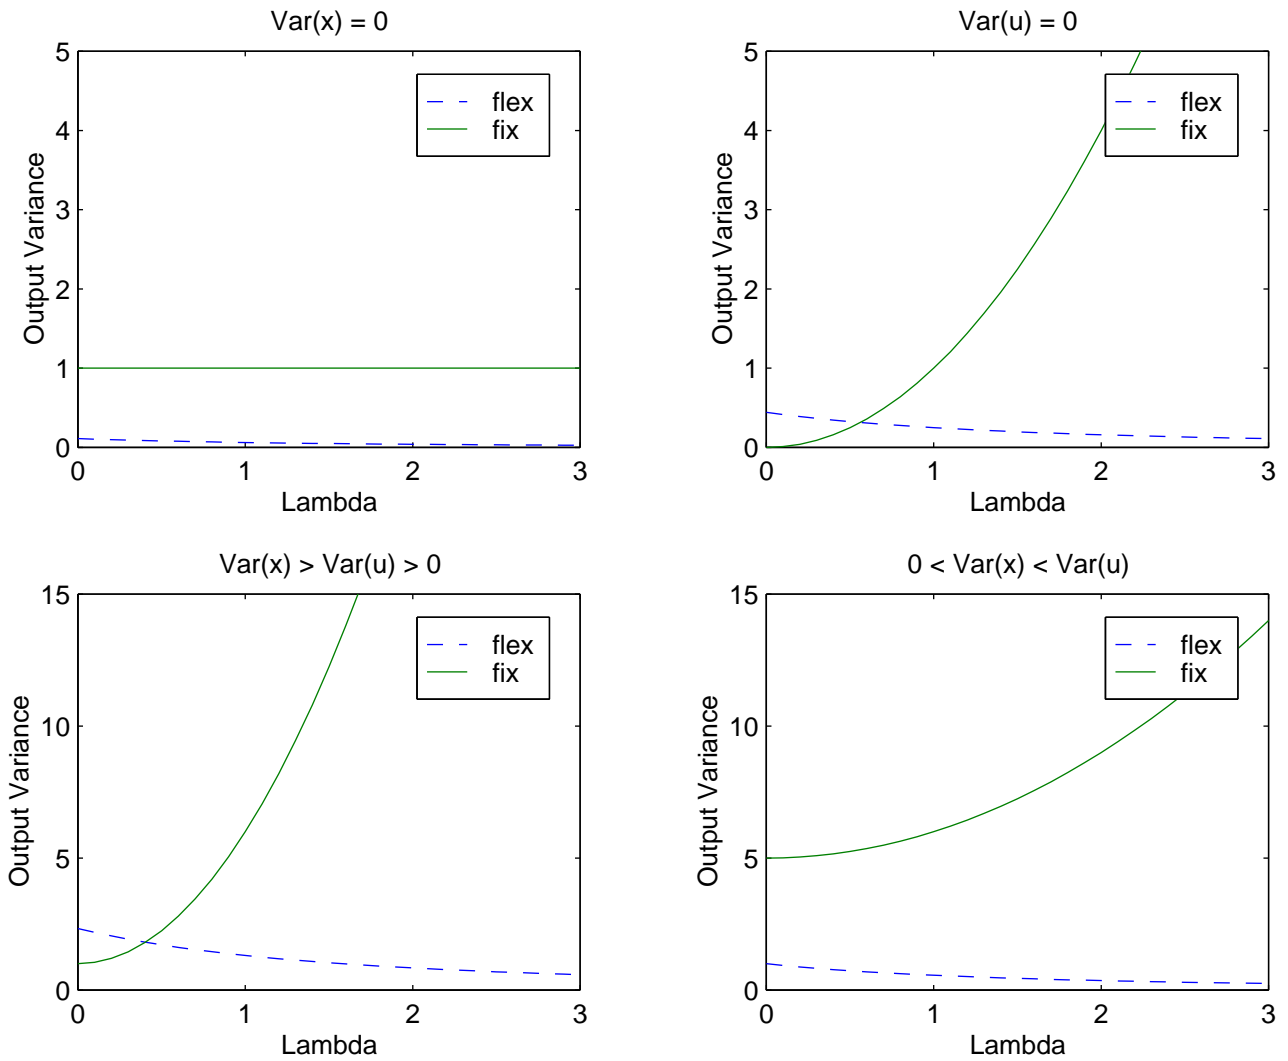 Var(x) = 0
5
4
3
2
1
0
Output Variance
flex
fix
0
1
2
3
Lambda
Var(u) = 0
5
4
3
2
1
0
Output Variance
flex
fix
0
1
2
3
Lambda
Var(x) > Var(u) > 0
15
10
5
0
Output Variance
flex
fix
0
1
2
3
Lambda
0 < Var(x) < Var(u)
15
10
5
0
Output Variance
flex
fix
0
1
2
3
Lambda